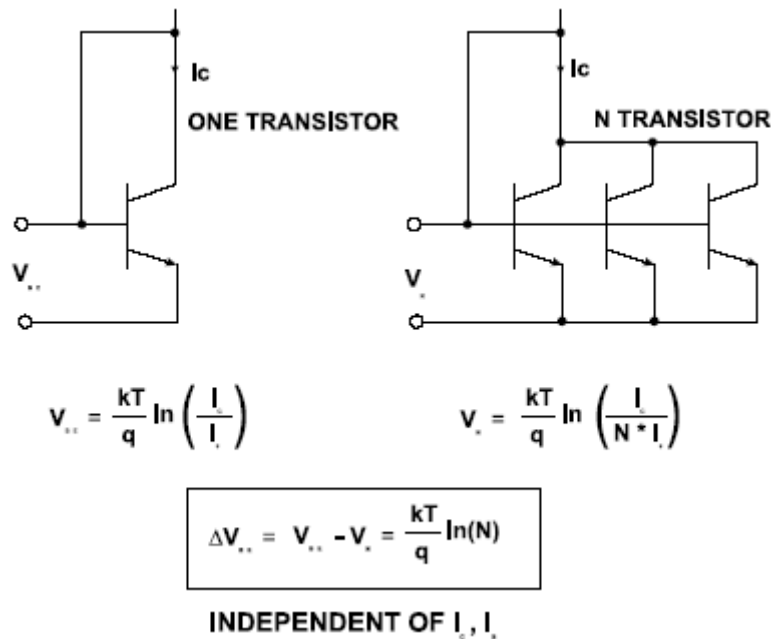 Ic
ONE TRANSISTOR
Ic
N TRANSISTOR
V
V
V = kT/q ln ( I / I )
V = kT/q ln ( I / N * I )
ΔV = V - V = kT/q ln(N)
INDEPENDENT OF I , I